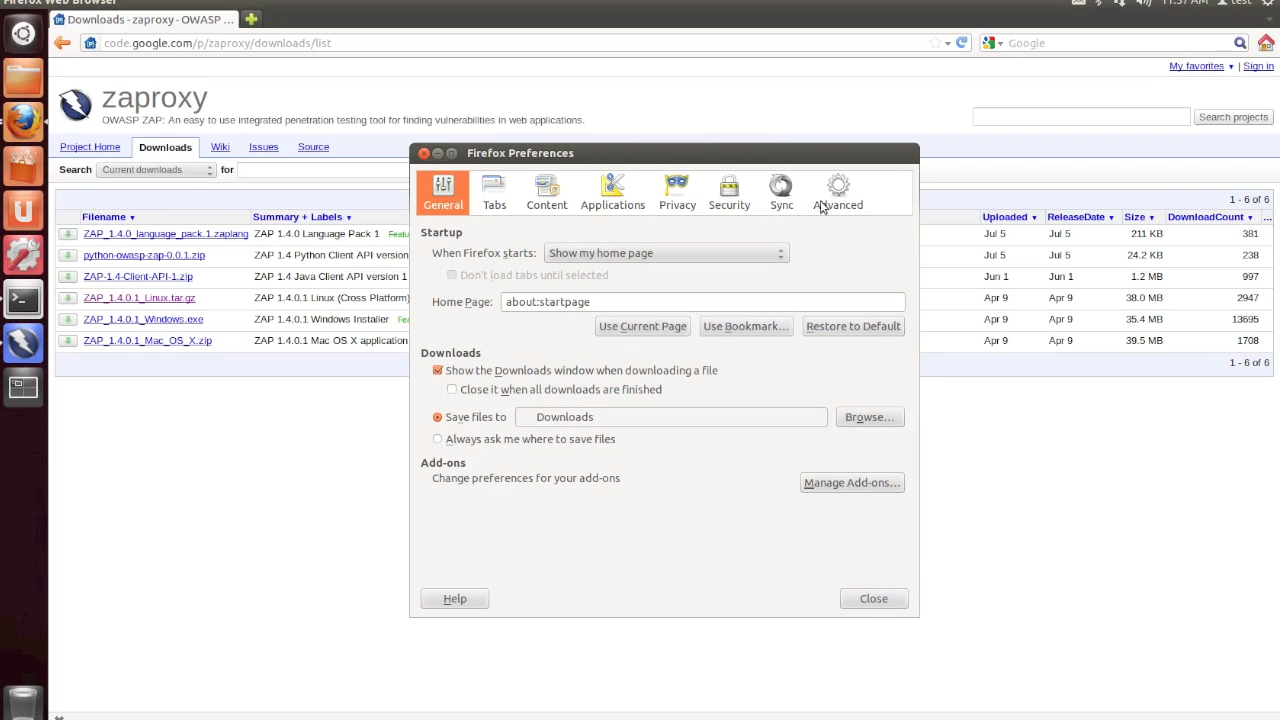 Firefox Web Browser
11:37 AM test
Downloads - zaproxy - OWASP ...
code.google.com/p/zaproxy/downloads/list
Google
My favorites ▼ | Sign in
zaproxy
OWASP ZAP: An easy to use integrated penetration testing tool for finding vulnerabilities in web applications.
Search projects
Project Home Downloads Wiki Issues Source
Search Current downloads for
1 - 6 of 6
Filename ▼ Summary + Labels ▼ Uploaded ▼ ReleaseDate ▼ Size ▼ DownloadCount ▼ ...
ZAP_1.4.0_language_pack.1.zaplang ZAP 1.4.0 Language Pack 1 Jul 5 Jul 5 211 KB 381
python-owasp-zap-0.0.1.zip ZAP 1.4 Python Client API version Jul 5 Jul 5 24.2 KB 238
ZAP-1.4-Client-API-1.zip ZAP 1.4 Java Client API version 1 Jun 1 Jun 1 1.2 MB 997
ZAP_1.4.0.1_Linux.tar.gz ZAP 1.4.0.1 Linux (Cross Platform) Apr 9 Apr 9 38.0 MB 2947
ZAP_1.4.0.1_Windows.exe ZAP 1.4.0.1 Windows Installer Apr 9 Apr 9 35.4 MB 13695
ZAP_1.4.0.1_Mac_OS_X.zip ZAP 1.4.0.1 Mac OS X application Apr 9 Apr 9 39.5 MB 1708
1 - 6 of 6
Firefox Preferences
General Tabs Content Applications Privacy Security Sync Advanced
Startup
When Firefox starts: Show my home page
Don't load tabs until selected
Home Page: about:startpage
Use Current Page Use Bookmark... Restore to Default
Downloads
Show the Downloads window when downloading a file
Close it when all downloads are finished
Save files to Downloads Browse...
Always ask me where to save files
Add-ons
Change preferences for your add-ons
Manage Add-ons...
Help Close